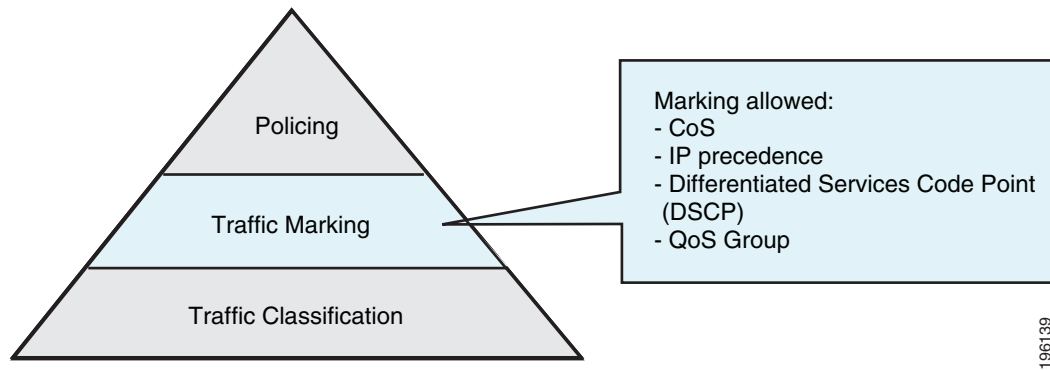 Policing
Traffic Marking
Traffic Classification
Marking allowed:
- CoS
- IP precedence
- Differentiated Services Code Point
(DSCP)
- QoS Group
196139